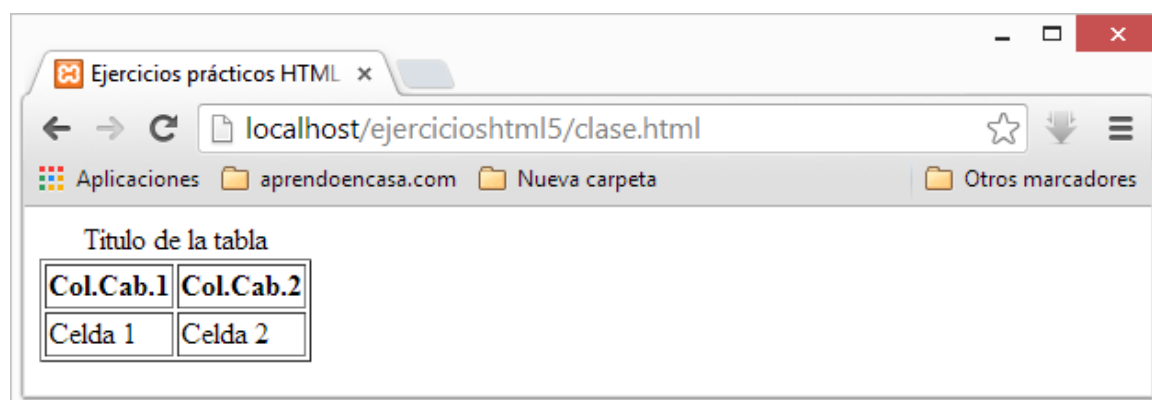 Ejercicios prácticos HTML
localhost/ejercicioshtml5/clase.html
Aplicaciones aprendoencasa.com Nueva carpeta Otros marcadores
Titulo de la tabla
Col.Cab.1 Col.Cab.2
Celda 1 Celda 2